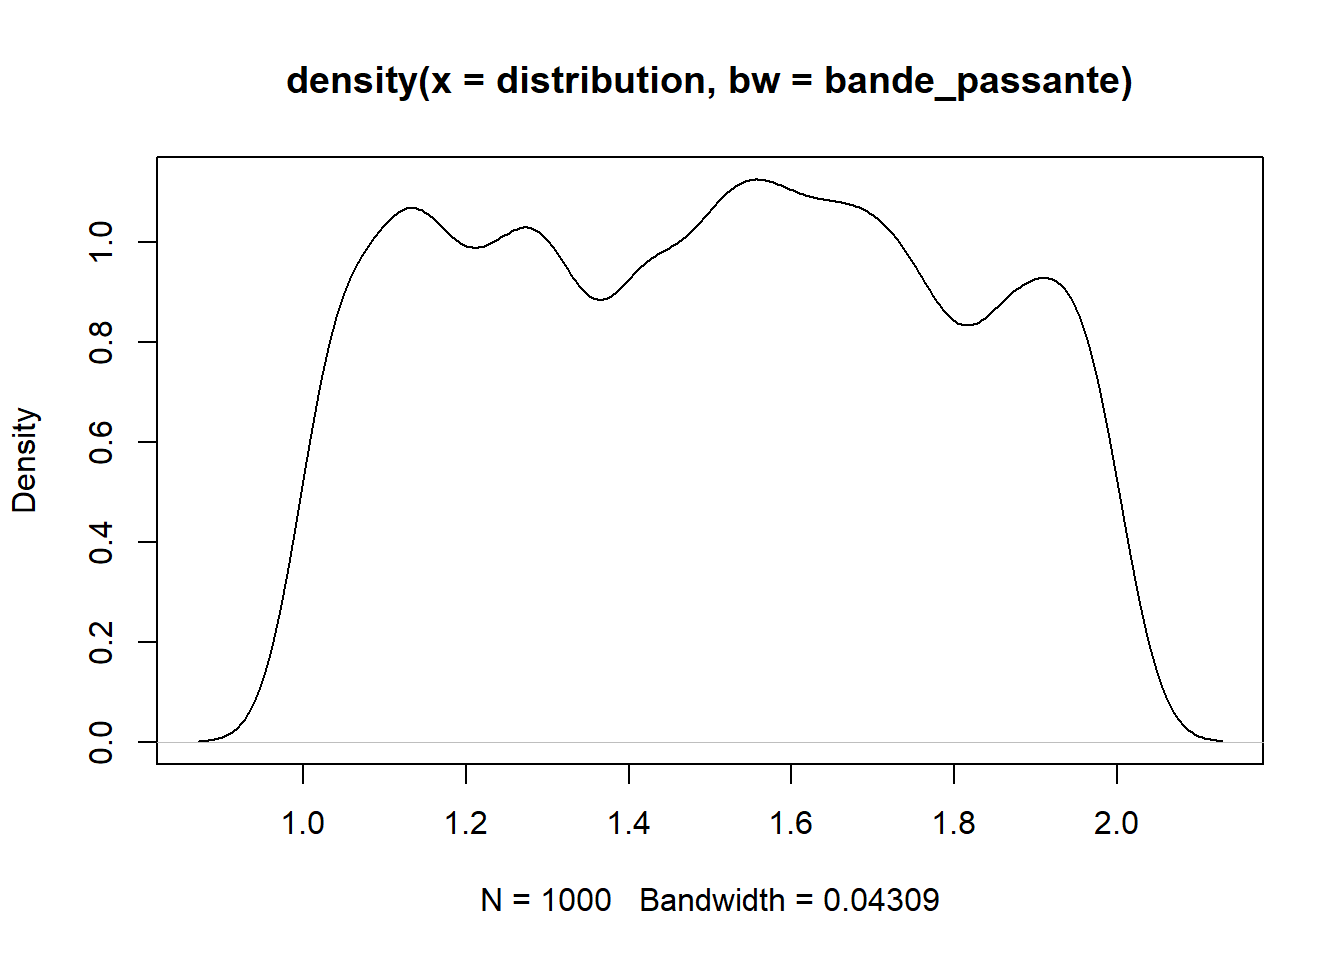 density(x = distribution, bw = bande_passante)
Density
1.0
0.8
0.6
0.4
0.2
0.0
1.0 1.2 1.4 1.6 1.8 2.0
N = 1000 Bandwidth = 0.04309